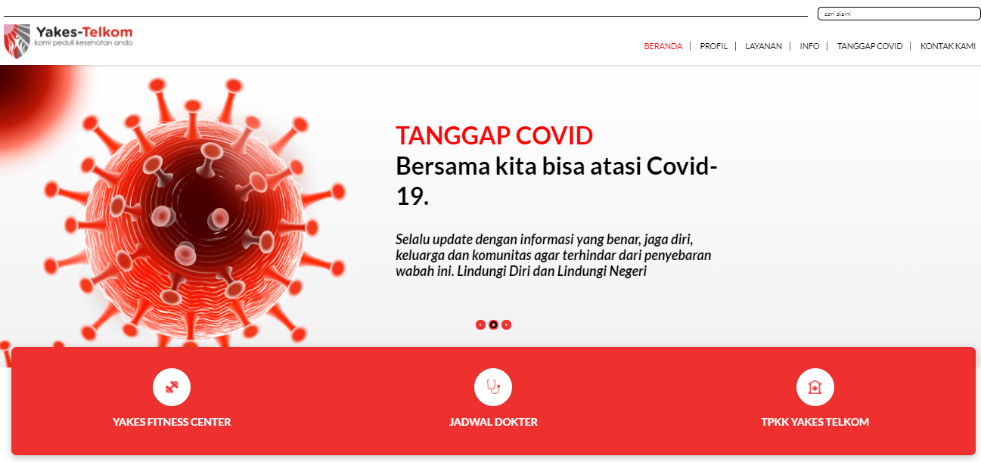 cari disini
Yakes-Telkom
kami peduli kesehatan anda
BERANDA | PROFIL | LAYANAN | INFO | TANGGAP COVID | KONTAK KAMI
TANGGAP COVID
Bersama kita bisa atasi Covid-
19.
Selalu update dengan informasi yang benar, jaga diri,
keluarga dan komunitas agar terhindar dari penyebaran
wabah ini. Lindungi Diri dan Lindungi Negeri
YAKES FITNESS CENTER
JADWAL DOKTER
TPKK YAKES TELKOM